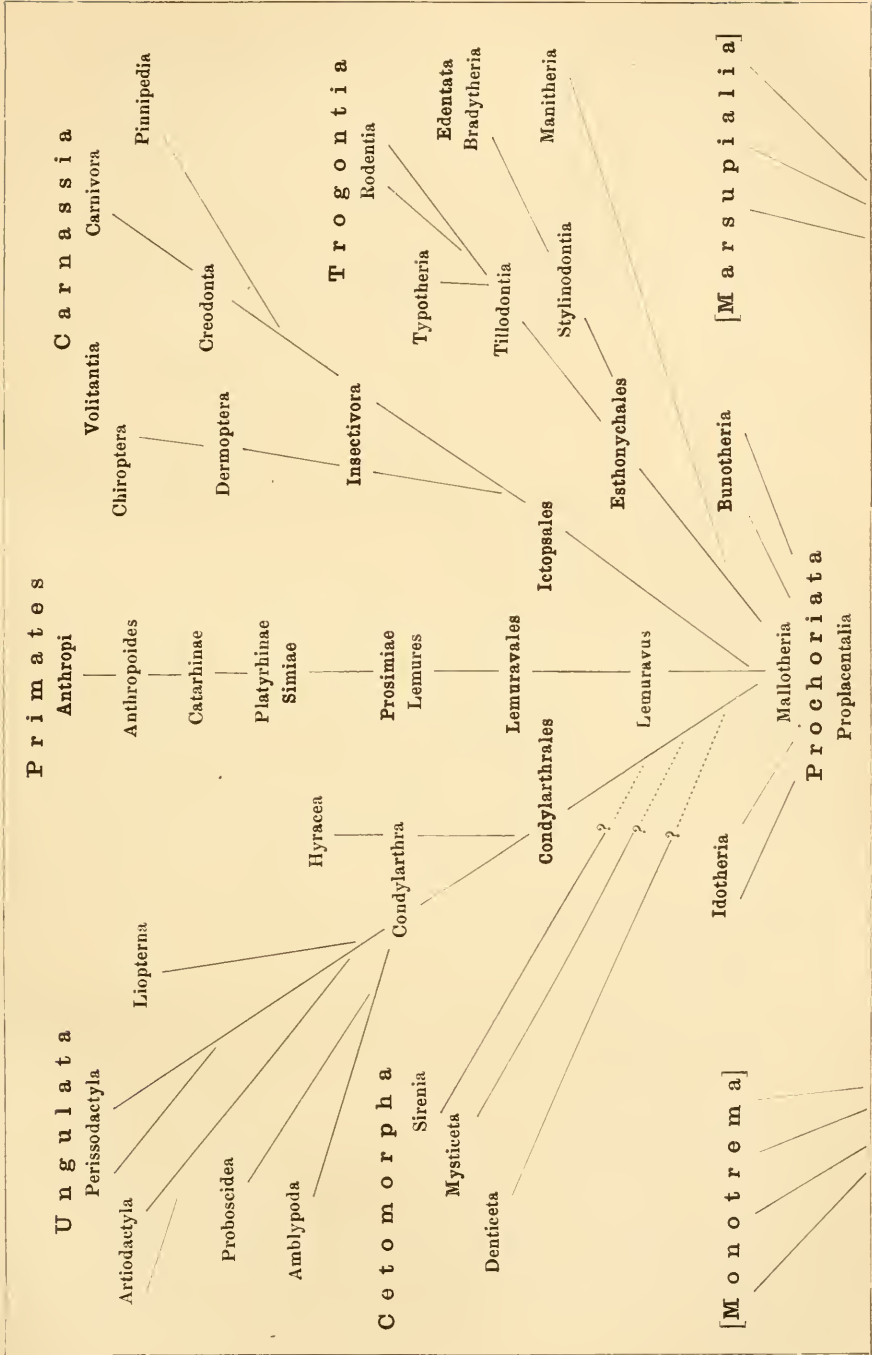 Primates
Ungulata
Anthropi
Carnassia
Perissodactyla
Volitantia
Carnivora
Artiodactyla
Liopterna
Anthropoides
Chiroptera
Pinnipedia
Catarhinae
Creodonta
Proboscidea
Dermoptera
Platyrhinae
Simiae
Amblypoda
Hyracea
Trogontia
Rodentia
Insectivora
Cetomorpha
Condylarthra
Prosimiae
Lemures
Sirenia
Typotheria
Edentata
Bradytheria
Mysticeta
Denticeta
Tillodontia
Lemuravales
Condylarthrales
Ictopsales
Stylinodontia
Manitheria
?
?
?
Esthonychales
Lemuravus
Idotheria
Bunotheria
[Monotrema]
[Marsupialia]
Mallotheria
Prochoriata
Proplacentalia